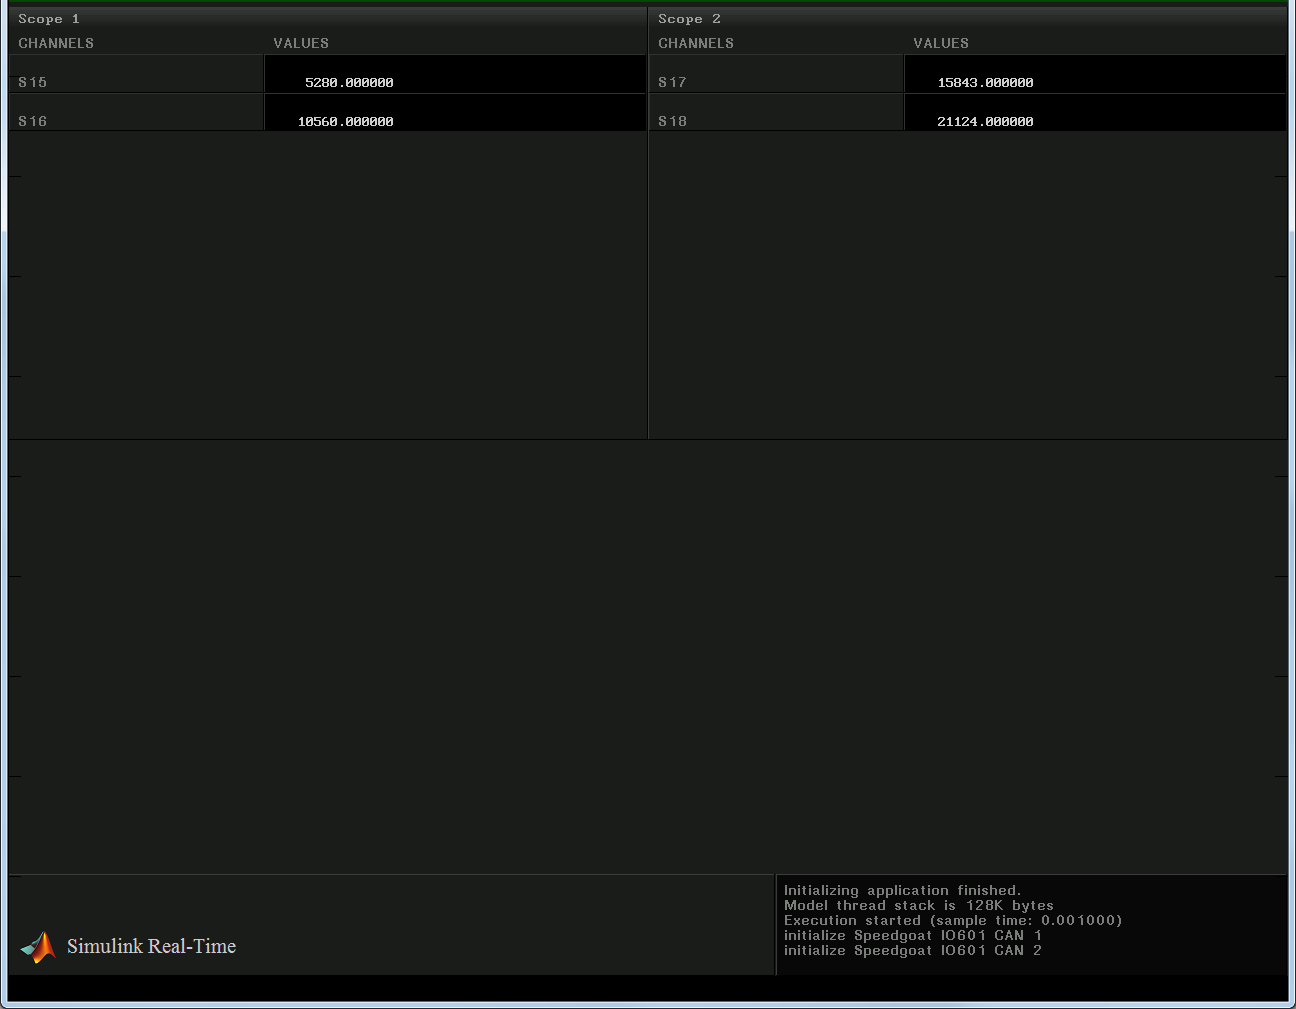 Scope 1
CHANNELS VALUES
S15 5280.000000
S16 10560.000000
Scope 2
CHANNELS VALUES
S17 15843.000000
S18 21124.000000
Simulink Real-Time
Initializing application finished.
Model thread stack is 128K bytes
Execution started (sample time: 0.001000)
initialize Speedgoat IO601 CAN 1
initialize Speedgoat IO601 CAN 2